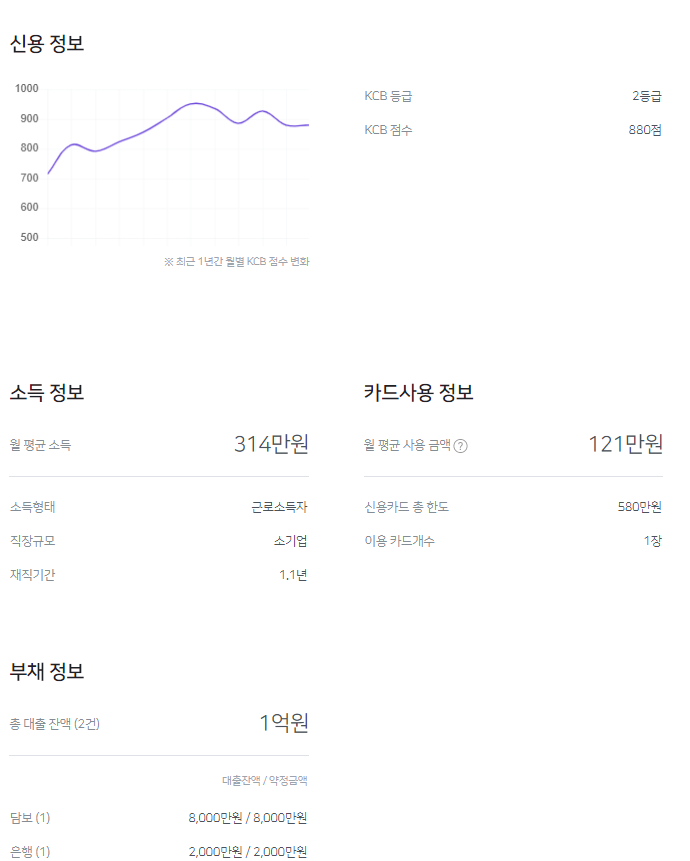 신용 정보
1000
900
800
700
600
500
※ 최근 1년간 월별 KCB 점수 변화
KCB 등급 2등급
KCB 점수 880점
소득 정보
월 평균 소득 314만원
소득형태 근로소득자
직장규모 소기업
재직기간 1.1년
카드사용 정보
월 평균 사용 금액 ? 121만원
신용카드 총 한도 580만원
이용 카드개수 1장
부채 정보
총 대출 잔액 (2건) 1억원
대출잔액 / 약정금액
담보 (1) 8,000만원 / 8,000만원
은행 (1) 2,000만원 / 2,000만원